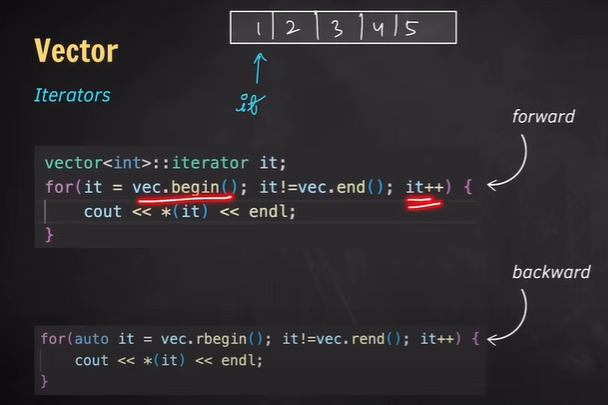 1 2 3 4 5
Vector
Iterators
it
forward
vector<int>::iterator it;
for(it = vec.begin(); it!=vec.end(); it++) {
cout << *(it) << endl;
}
backward
for(auto it = vec.rbegin(); it!=vec.rend(); it++) {
cout << *(it) << endl;
}